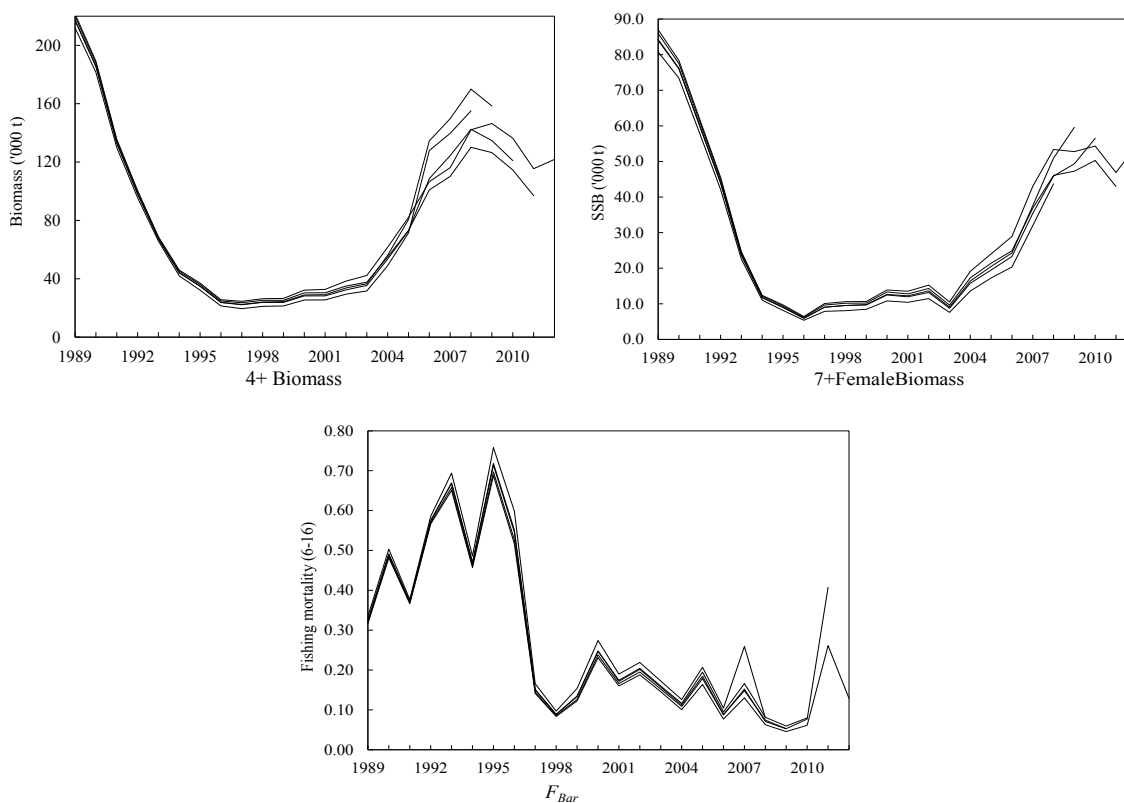 Biomass ('000 t)
200
160
120
80
40
0
1989 1992 1995 1998 2001 2004 2007 2010
4+ Biomass
SSB ('000 t)
90.0
80.0
70.0
60.0
50.0
40.0
30.0
20.0
10.0
0.0
1989 1992 1995 1998 2001 2004 2007 2010
7+FemaleBiomass
Fishing mortality (6-16)
0.80
0.70
0.60
0.50
0.40
0.30
0.20
0.10
0.00
1989 1992 1995 1998 2001 2004 2007 2010
F Bar